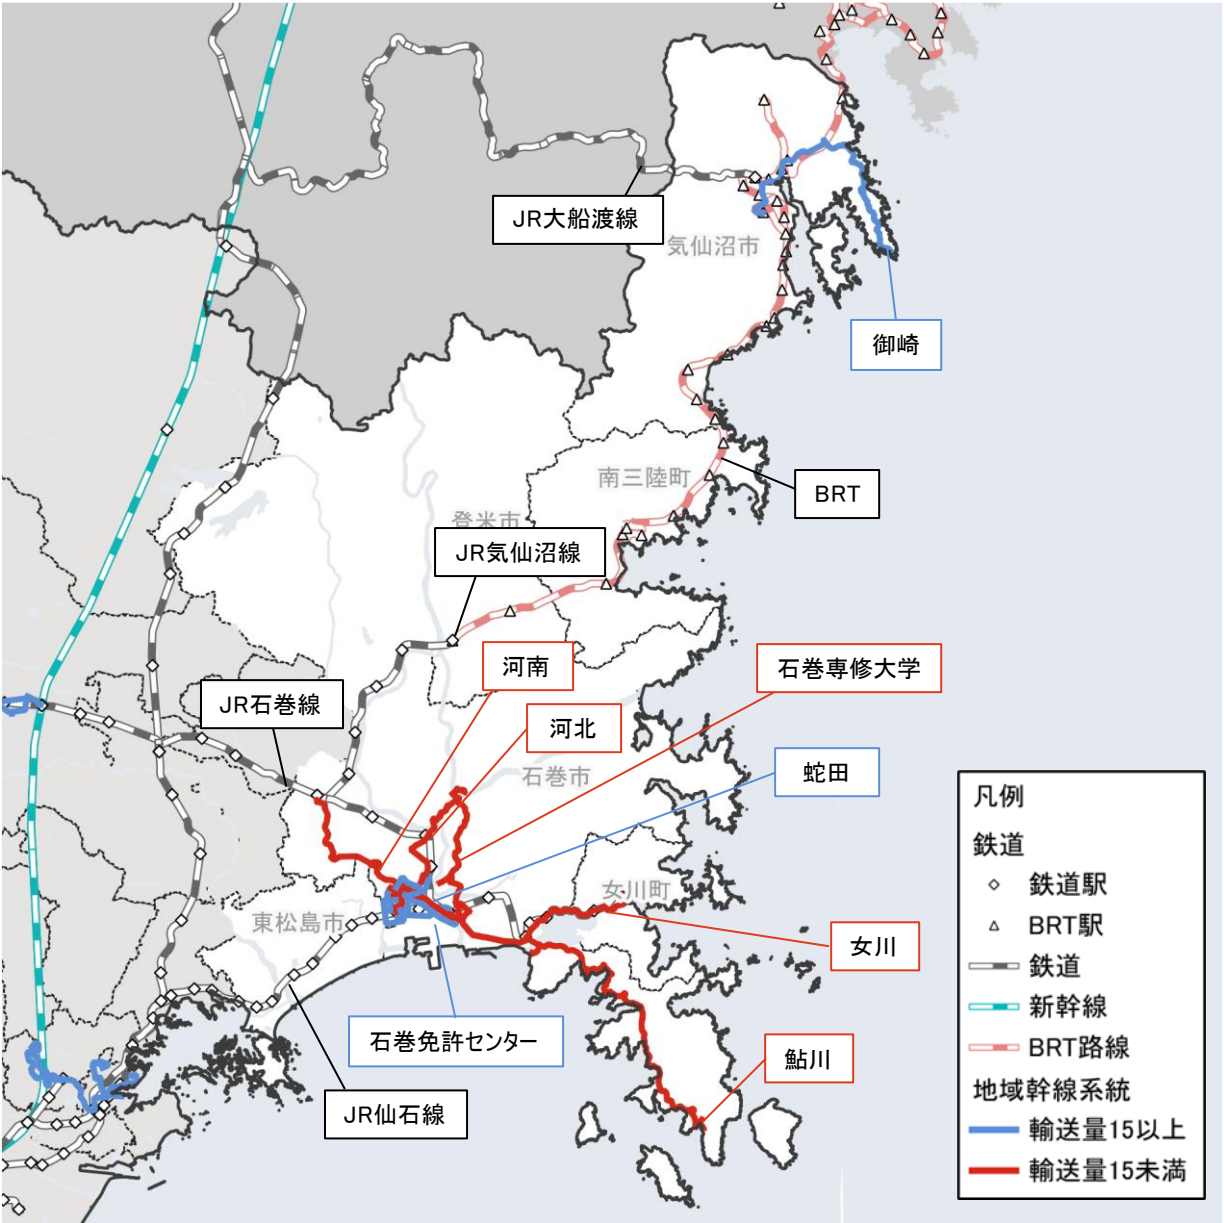 JR大船渡線
気仙沼市
御崎
南三陸町
BRT
登米市
JR気仙沼線
河南
石巻専修大学
JR石巻線
河北
石巻市
蛇田
女川町
東松島市
女川
石巻免許センター
鮎川
JR仙石線
凡例
鉄道
鉄道駅
BRT駅
鉄道
新幹線
BRT路線
地域幹線系統
輸送量15以上
輸送量15未満